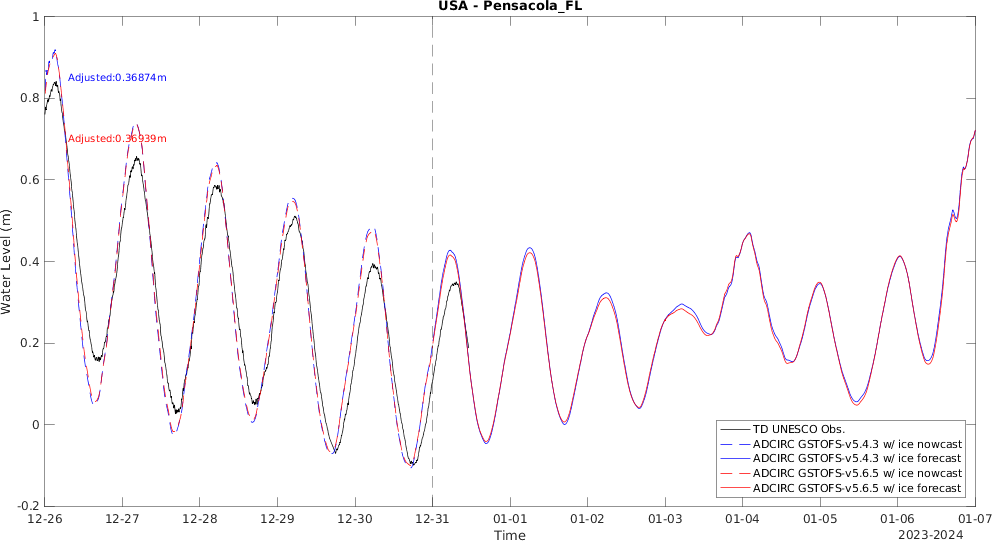 USA - Pensacola_FL
1
0.8
0.6
0.4
0.2
0
-0.2
Water Level (m)
Adjusted:0.36874m
Adjusted:0.36939m
TD UNESCO Obs.
ADCIRC GSTOFS-v5.4.3 w/ ice nowcast
ADCIRC GSTOFS-v5.4.3 w/ ice forecast
ADCIRC GSTOFS-v5.6.5 w/ ice nowcast
ADCIRC GSTOFS-v5.6.5 w/ ice forecast
12-26 12-27 12-28 12-29 12-30 12-31 01-01 01-02 01-03 01-04 01-05 01-06 01-07
Time
2023-2024